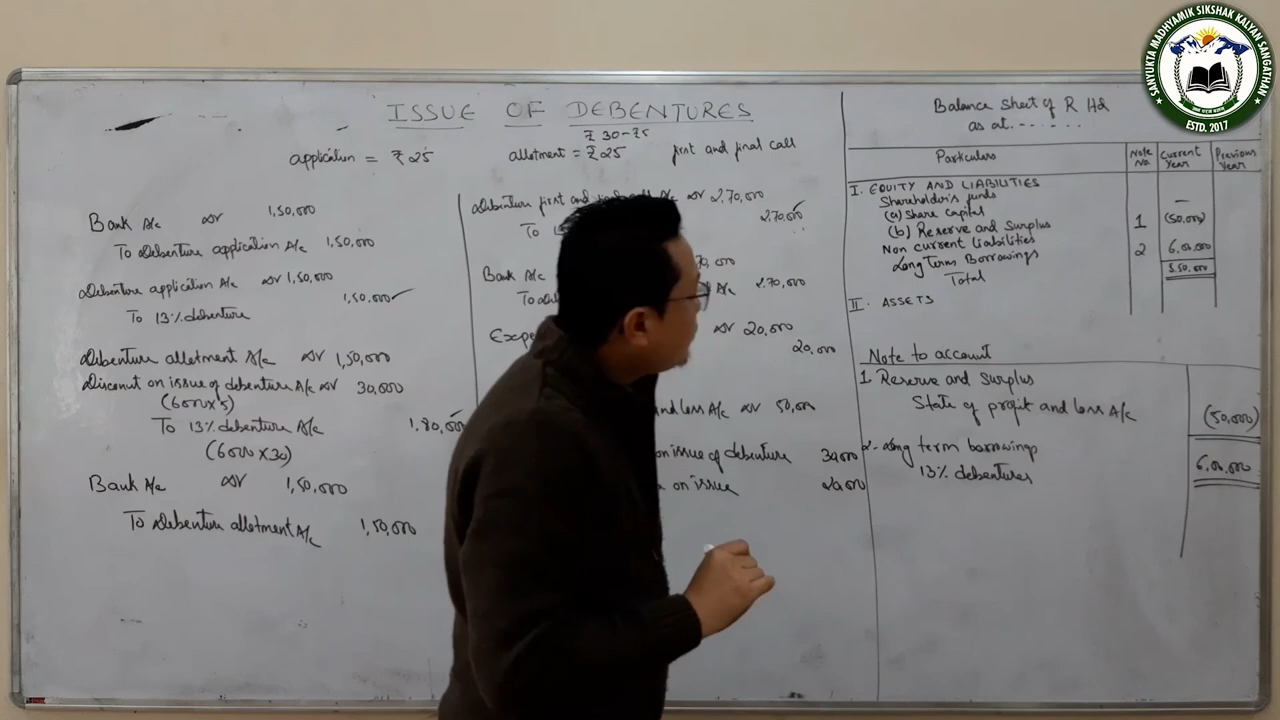 ISSUE OF DEBENTURES
₹ 30-₹5
application = ₹25 allotment = ₹25 first and final call
Bank A/c Dr 1,50,000
To Debenture application A/c 1,50,000
Debenture application A/c Dr 1,50,000
1,50,000 ✓
To 13% debenture
Debenture allotment A/c Dr 1,50,000
Discount on issue of debenture A/c Dr 30,000
(6000×5)
To 13% debenture A/c 1,80,000
(6000×30)
Bank A/c Dr 1,50,000
To Debenture allotment A/c 1,50,000
Debenture first and Dr 2,70,000
To 2,70,000
Bank A/c 70,000
To A/c 2,70,000
Expe Dr 20,000
20,000
and loss A/c Dr 50,000
on issue of debenture 30,000
on issue 20,000
Balance Sheet of R ltd
as at.......
Particulars Note No. Current Year Previous Year
I. EQUITY AND LIABILITIES
Shareholder's funds
(a) Share Capital —
(b) Reserve and Surplus 1 (50,000)
Non current Liabilities
Long Term Borrowings 2 6,00,000
Total 5,50,000
II. ASSETS
Note to account
1. Reserve and Surplus
State of profit and loss A/c (50,000)
2. Long term borrowings
13% debentures 6,00,000
SANYUKTA MADHYAMIK SIKSHAK KALYAN SANGATHAN
ESTD. 2017